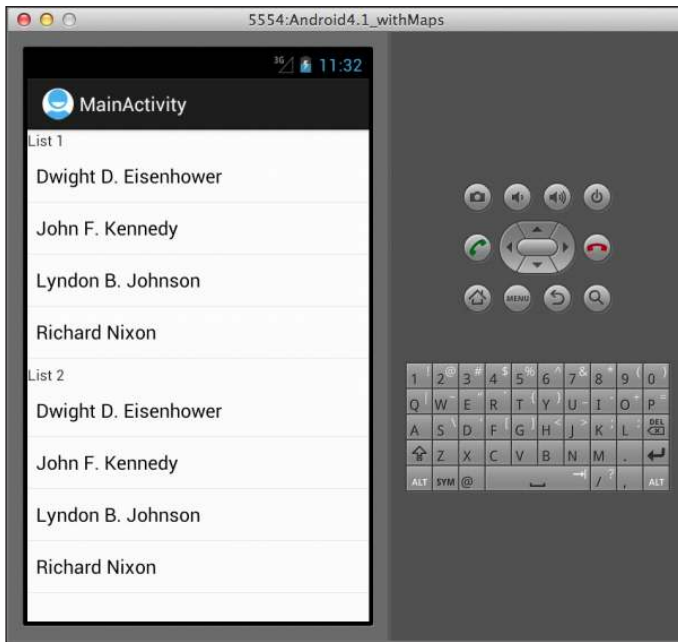 5554:Android4.1_withMaps
3G 11:32
MainActivity
List 1
Dwight D. Eisenhower
John F. Kennedy
Lyndon B. Johnson
Richard Nixon
List 2
Dwight D. Eisenhower
John F. Kennedy
Lyndon B. Johnson
Richard Nixon
MENU
1 ! 2 @ 3 # 4 $ 5 % 6 ^ 7 & 8 * 9 ( 0 )
Q | W ~ E " R ` T { Y } U - I O + P =
A S \ D ' F [ G ] H < J > K ; L : DEL
Z X C V B N M .
ALT SYM @ / ? , ALT